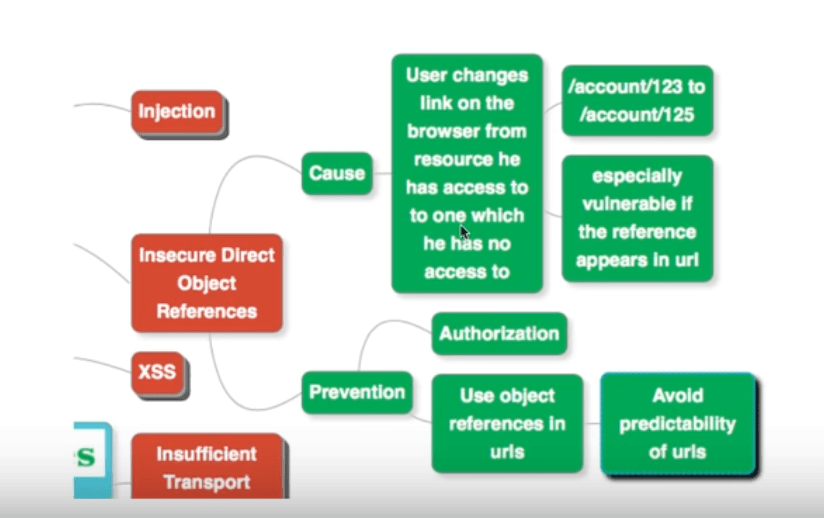 Injection
Insecure Direct
Object
References
XSS
Insufficient
Transport
Cause
User changes
link on the
browser from
resource he
has access to
to one which
he has no
access to
/account/123 to
/account/125
especially
vulnerable if
the reference
appears in url
Prevention
Authorization
Use object
references in
urls
Avoid
predictability
of urls